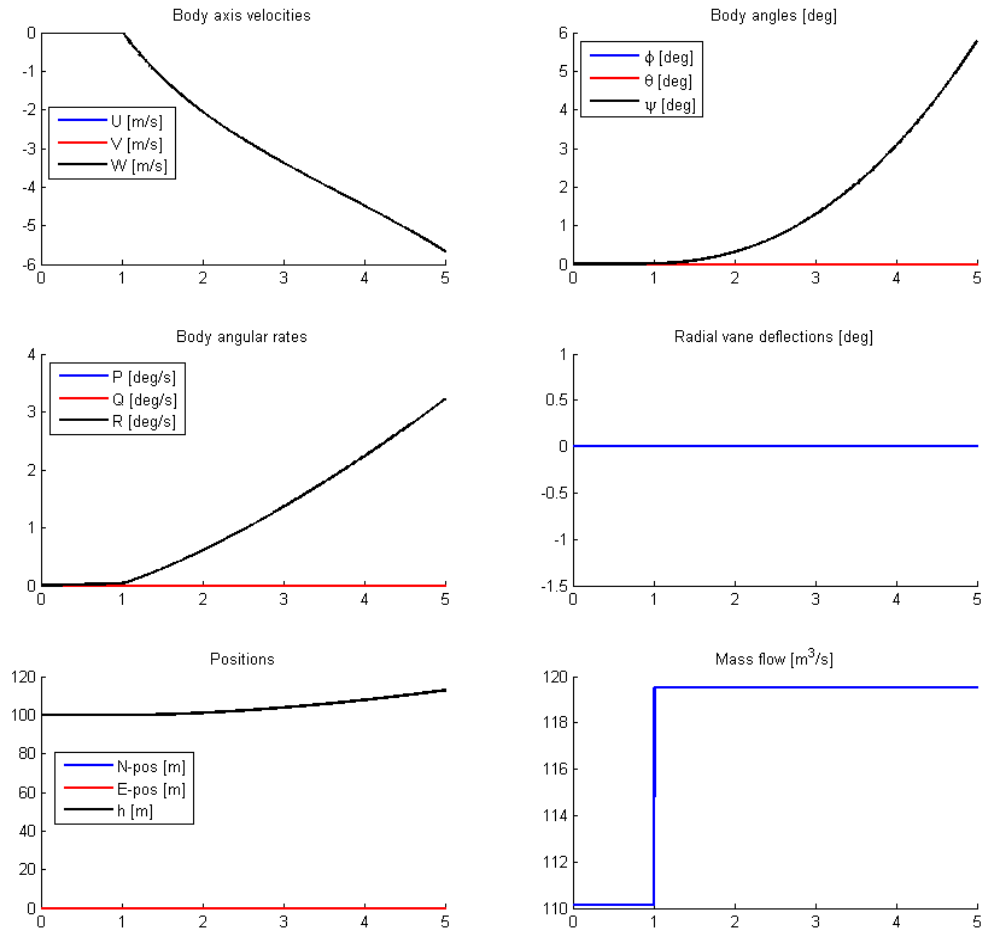 Body axis velocities
0
-1
-2
-3
-4
-5
-6
U [m/s]
V [m/s]
W [m/s]
0 1 2 3 4 5
Body angles [deg]
6
5
4
3
2
1
0
ϕ [deg]
θ [deg]
ψ [deg]
0 1 2 3 4 5
Body angular rates
4
3
2
1
0
P [deg/s]
Q [deg/s]
R [deg/s]
0 1 2 3 4 5
Radial vane deflections [deg]
1
0.5
0
-0.5
-1
-1.5
0 1 2 3 4 5
Positions
120
100
80
60
40
20
0
N-pos [m]
E-pos [m]
h [m]
0 1 2 3 4 5
Mass flow [m³/s]
120
118
116
114
112
110
0 1 2 3 4 5